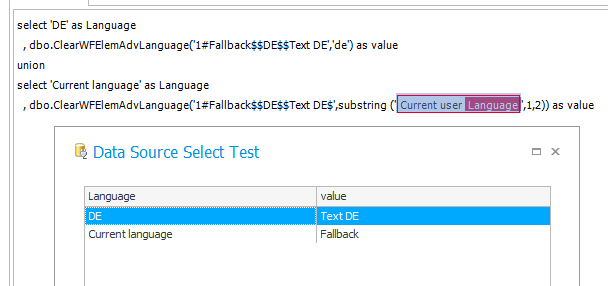 select 'DE' as Language
, dbo.ClearWFElemAdvLanguage('1#Fallback$$DE$$Text DE','de') as value
union
select 'Current language' as Language
, dbo.ClearWFElemAdvLanguage('1#Fallback$$DE$$Text DE$',substring ('Current user Language',1,2)) as value
Data Source Select Test
Language value
DE Text DE
Current language Fallback